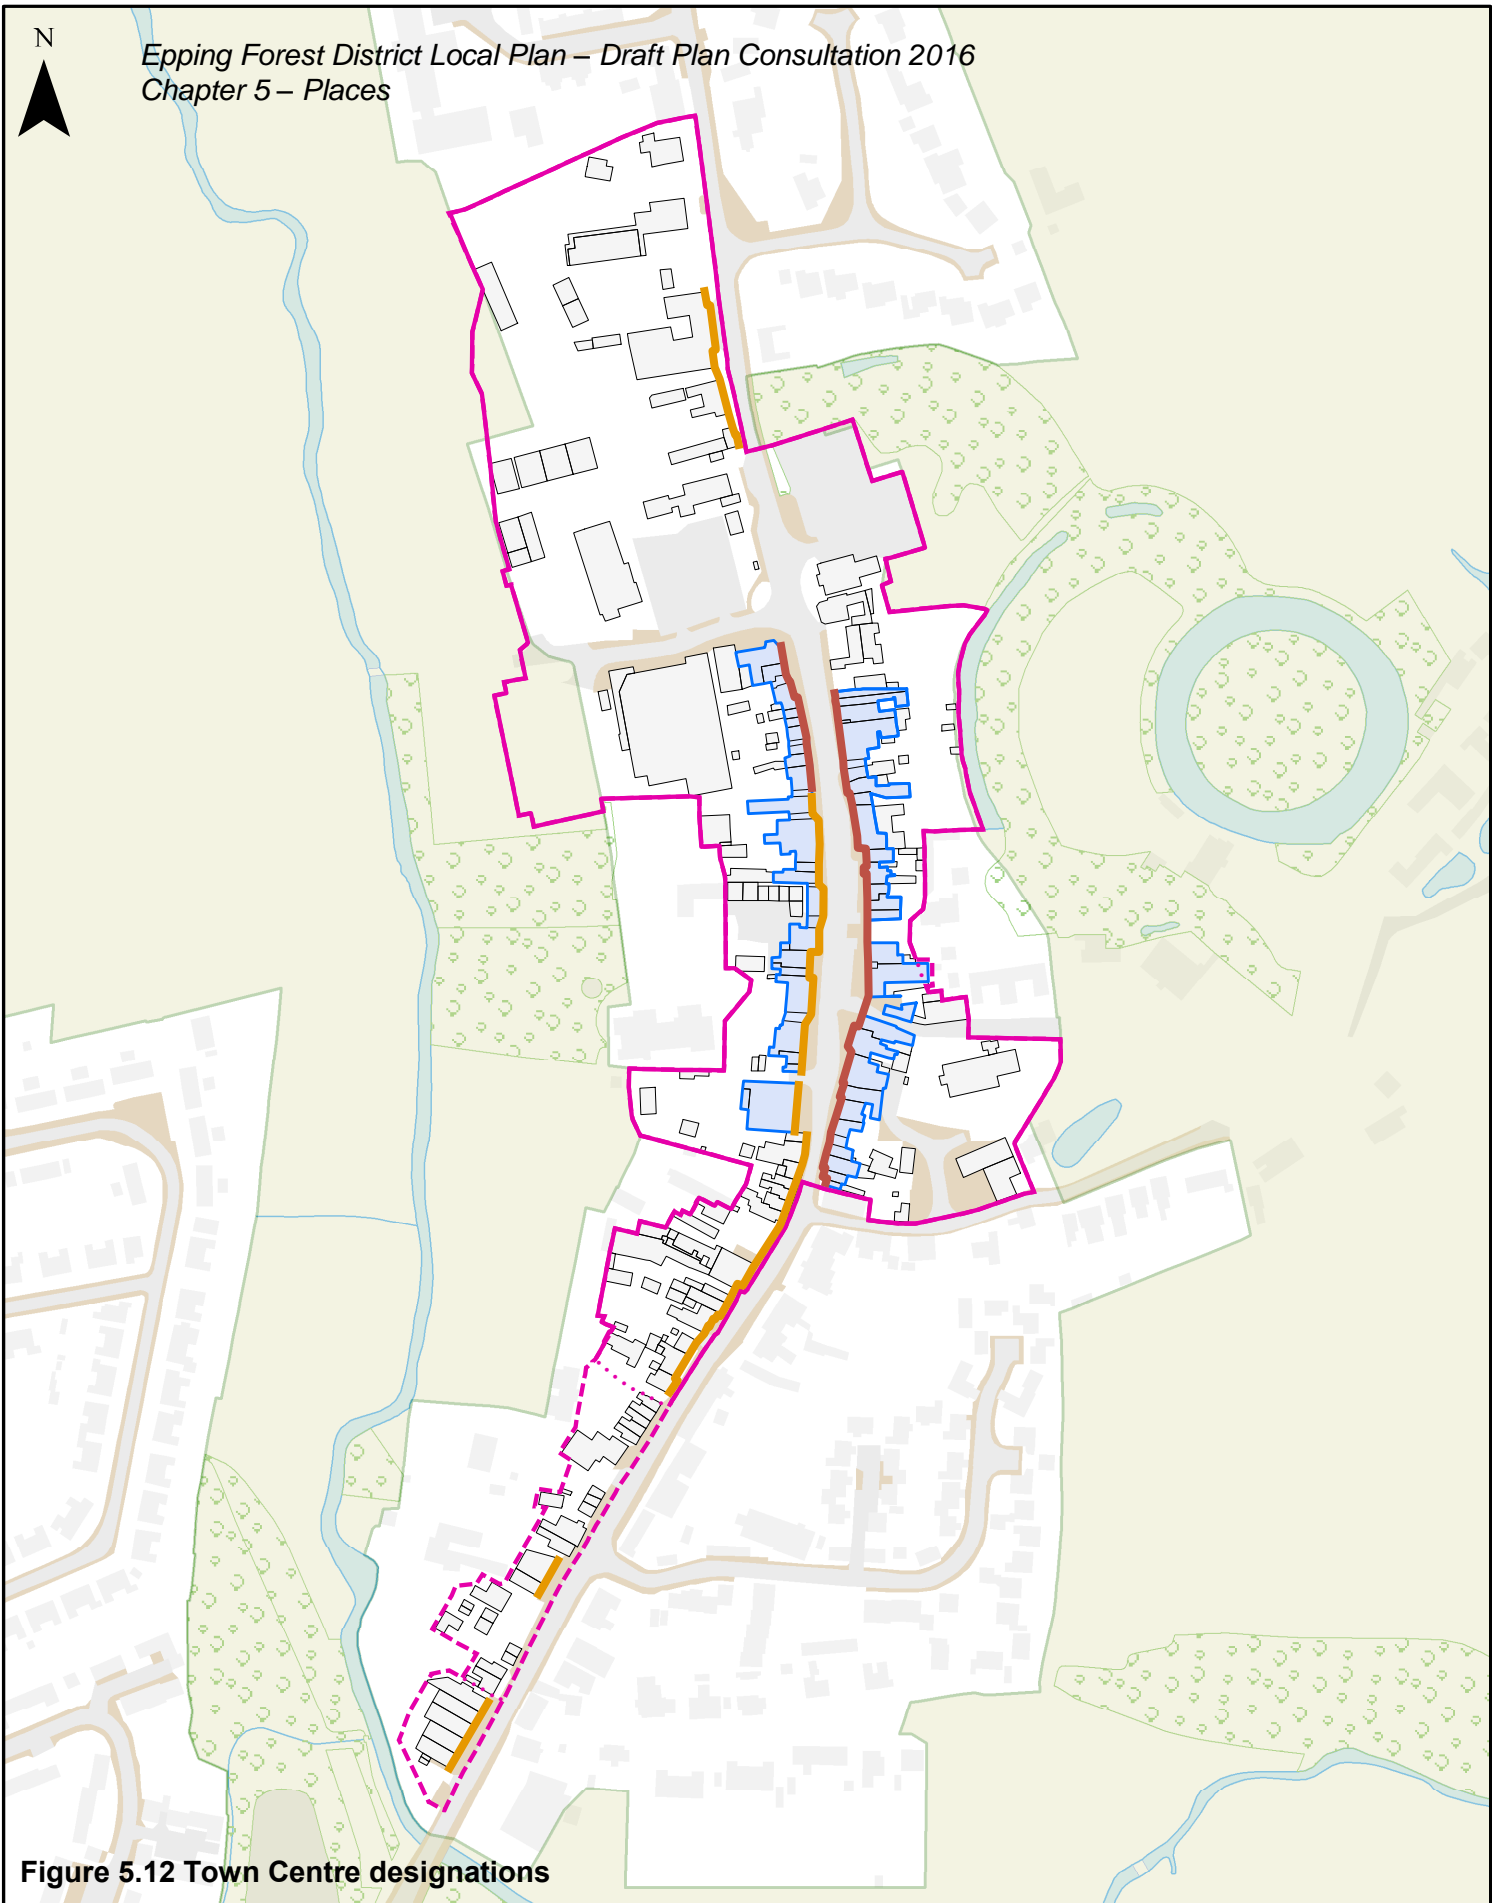 N
Epping Forest District Local Plan – Draft Plan Consultation 2016
Chapter 5 – Places
Figure 5.12 Town Centre designations